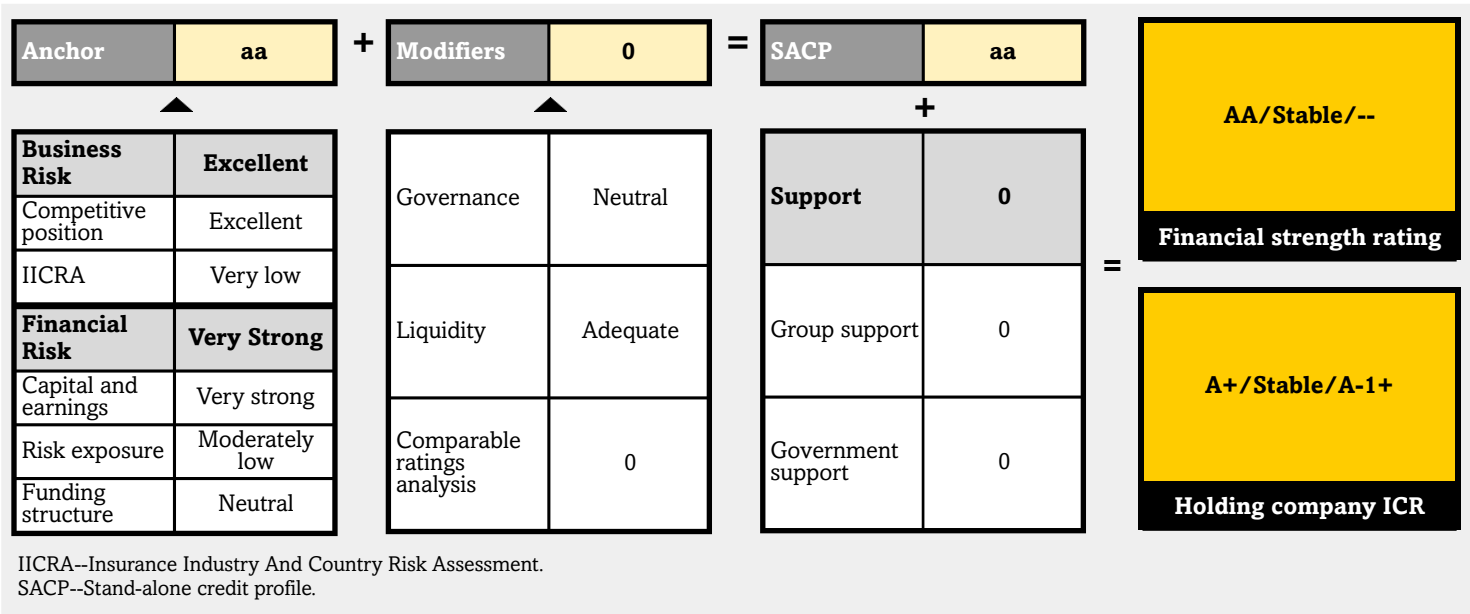 Anchor
aa
+
Modifiers
0
=
SACP
aa
+
Business
Risk
Excellent
Competitive
position
Excellent
IICRA
Very low
Financial
Risk
Very Strong
Capital and
earnings
Very strong
Risk exposure
Moderately
low
Funding
structure
Neutral
Governance
Neutral
Liquidity
Adequate
Comparable
ratings
analysis
0
Support
0
Group support
0
Government
support
0
=
AA/Stable/--
Financial strength rating
A+/Stable/A-1+
Holding company ICR
IICRA--Insurance Industry And Country Risk Assessment.
SACP--Stand-alone credit profile.